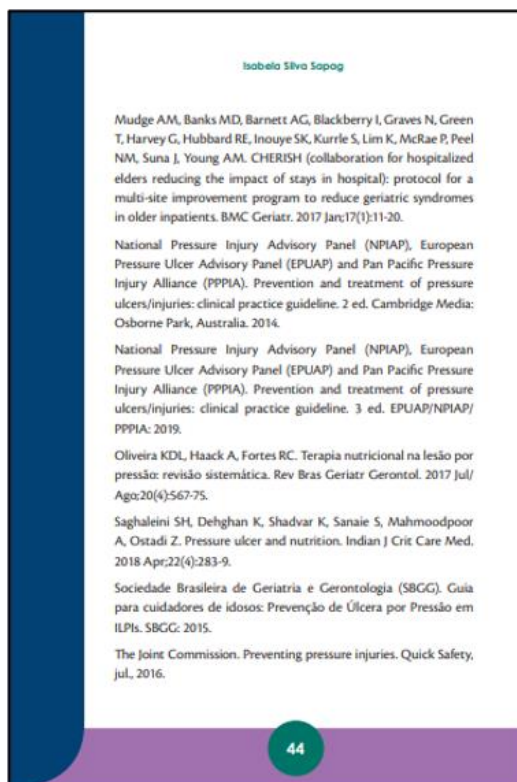 Isabela Silva Sapag
Mudge AM, Banks MD, Barnett AG, Blackberry I, Graves N, Green
T, Harvey G, Hubbard RE, Inouye SK, Kurrle S, Lim K, McRae P, Peel
NM, Suna J, Young AM. CHERISH (collaboration for hospitalized
elders reducing the impact of stays in hospital): protocol for a
multi-site improvement program to reduce geriatric syndromes
in older inpatients. BMC Geriatr. 2017 Jan;17(1):11-20.
National Pressure Injury Advisory Panel (NPIAP), European
Pressure Ulcer Advisory Panel (EPUAP) and Pan Pacific Pressure
Injury Alliance (PPPIA). Prevention and treatment of pressure
ulcers/injuries: clinical practice guideline. 2 ed. Cambridge Media:
Osborne Park, Australia. 2014.
National Pressure Injury Advisory Panel (NPIAP), European
Pressure Ulcer Advisory Panel (EPUAP) and Pan Pacific Pressure
Injury Alliance (PPPIA). Prevention and treatment of pressure
ulcers/injuries: clinical practice guideline. 3 ed. EPUAP/NPIAP/
PPPIA: 2019.
Oliveira KDL, Haack A, Fortes RC. Terapia nutricional na lesão por
pressão: revisão sistemática. Rev Bras Geriatr Gerontol. 2017 Jul/
Ago;20(4):567-75.
Saghaleini SH, Dehghan K, Shadvar K, Sanaie S, Mahmoodpoor
A, Ostadi Z. Pressure ulcer and nutrition. Indian J Crit Care Med.
2018 Apr;22(4):283-9.
Sociedade Brasileira de Geriatria e Gerontologia (SBGG). Guia
para cuidadores de idosos: Prevenção de Úlcera por Pressão em
ILPIs. SBGG: 2015.
The Joint Commission. Preventing pressure injuries. Quick Safety,
jul., 2016.
44